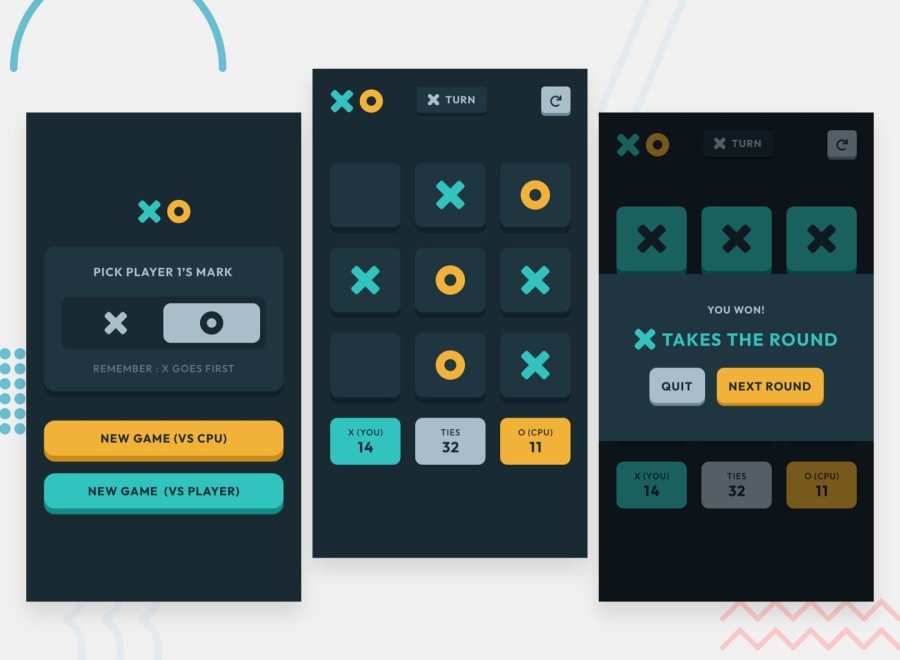 PICK PLAYER 1'S MARK
REMEMBER : X GOES FIRST
NEW GAME (VS CPU)
NEW GAME (VS PLAYER)
TURN
X (YOU)
14
TIES
32
O (CPU)
11
TURN
YOU WON!
TAKES THE ROUND
QUIT
NEXT ROUND
X (YOU)
14
TIES
32
O (CPU)
11